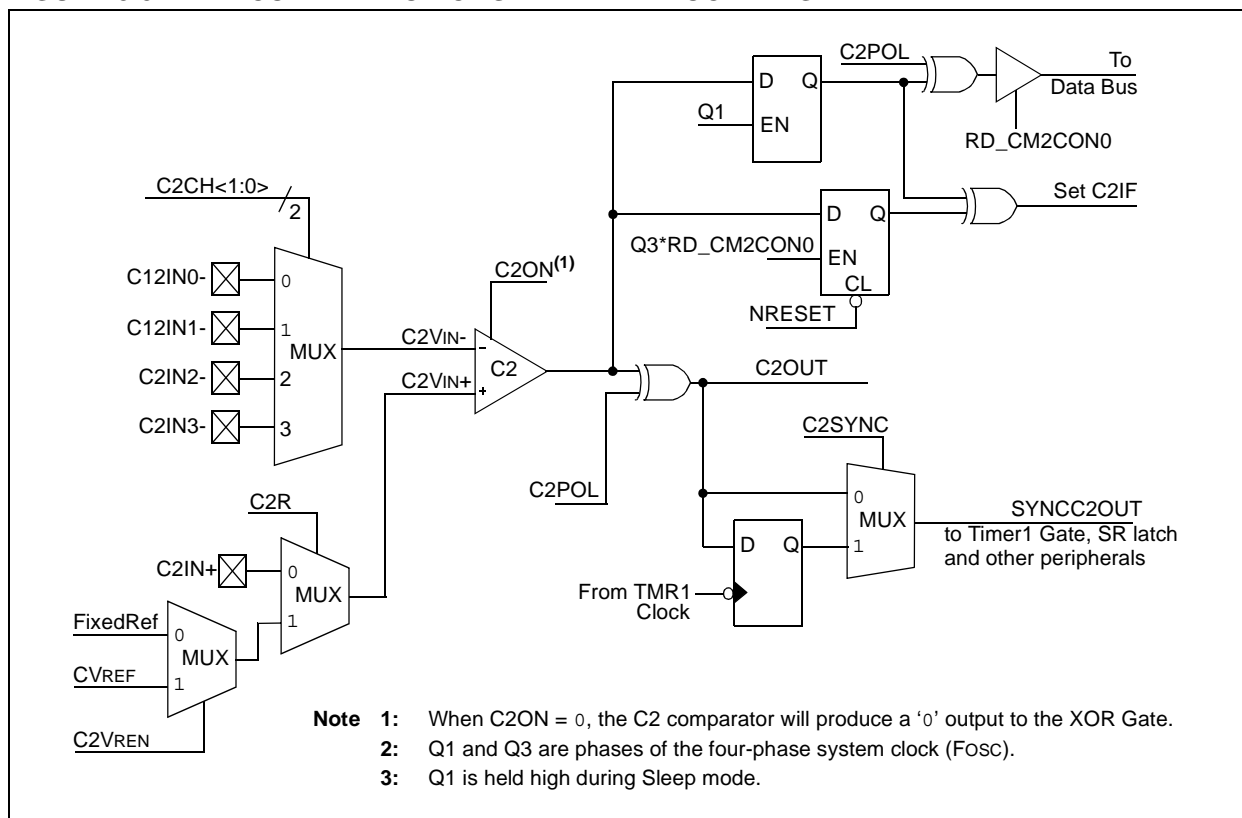 C2POL
To
Data Bus
D Q
Q1
EN
RD_CM2CON0
C2CH<1:0>
2
Set C2IF
D Q
Q3*RD_CM2CON0
EN
CL
NRESET
C2ON(1)
C12IN0-
0
C12IN1-
1
MUX
C2IN2-
2
C2IN3-
3
C2VIN-
-
C2
C2VIN+
+
C2OUT
C2POL
C2SYNC
0
MUX
1
SYNCC2OUT
to Timer1 Gate, SR latch
and other peripherals
D Q
From TMR1
Clock
C2R
C2IN+
0
MUX
1
FixedRef
0
MUX
CVREF
1
C2VREN
Note 1: When C2ON = 0, the C2 comparator will produce a ‘0’ output to the XOR Gate.
2: Q1 and Q3 are phases of the four-phase system clock (FOSC).
3: Q1 is held high during Sleep mode.